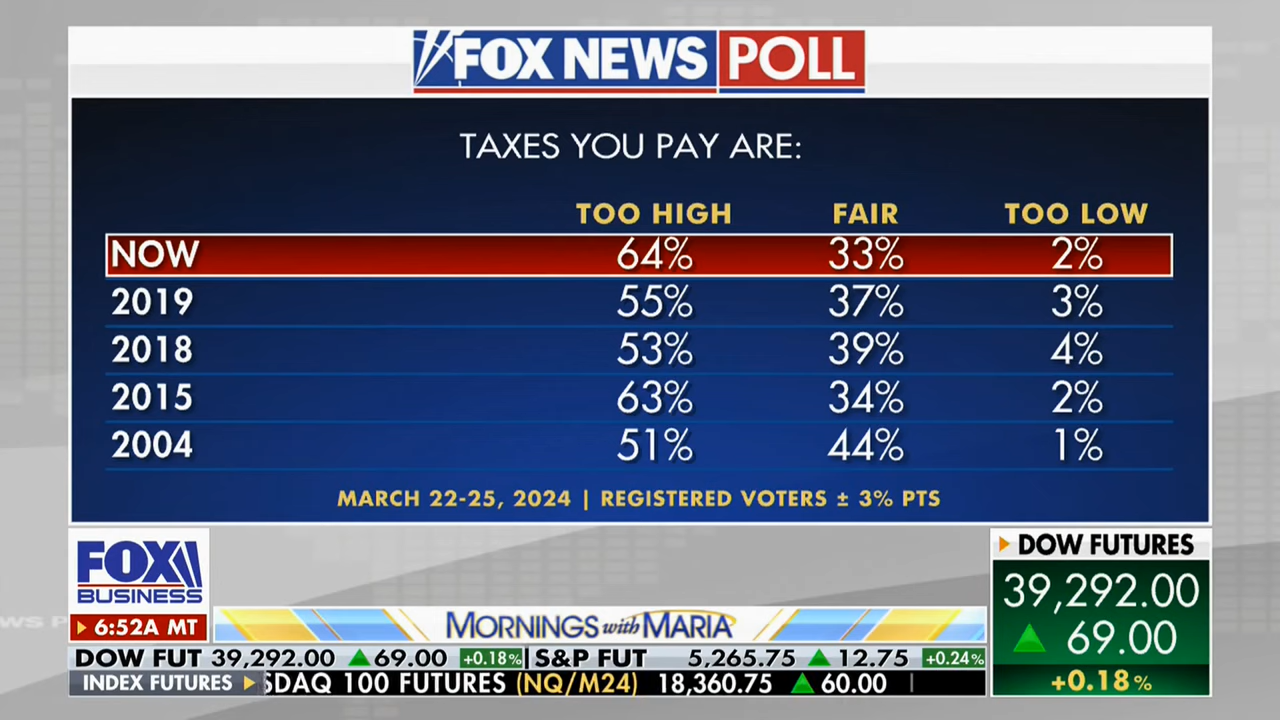 FOX NEWS POLL
TAXES YOU PAY ARE:
TOO HIGH FAIR TOO LOW
NOW 64% 33% 2%
2019 55% 37% 3%
2018 53% 39% 4%
2015 63% 34% 2%
2004 51% 44% 1%
MARCH 22-25, 2024 | REGISTERED VOTERS ± 3% PTS
FOX BUSINESS
6:52A MT
MORNINGS with MARIA
DOW FUTURES
39,292.00
69.00
+0.18%
DOW FUT 39,292.00 69.00 +0.18% S&P FUT 5,265.75 12.75 +0.24%
INDEX FUTURES SDAQ 100 FUTURES (NQ/M24) 18,360.75 60.00
WS P